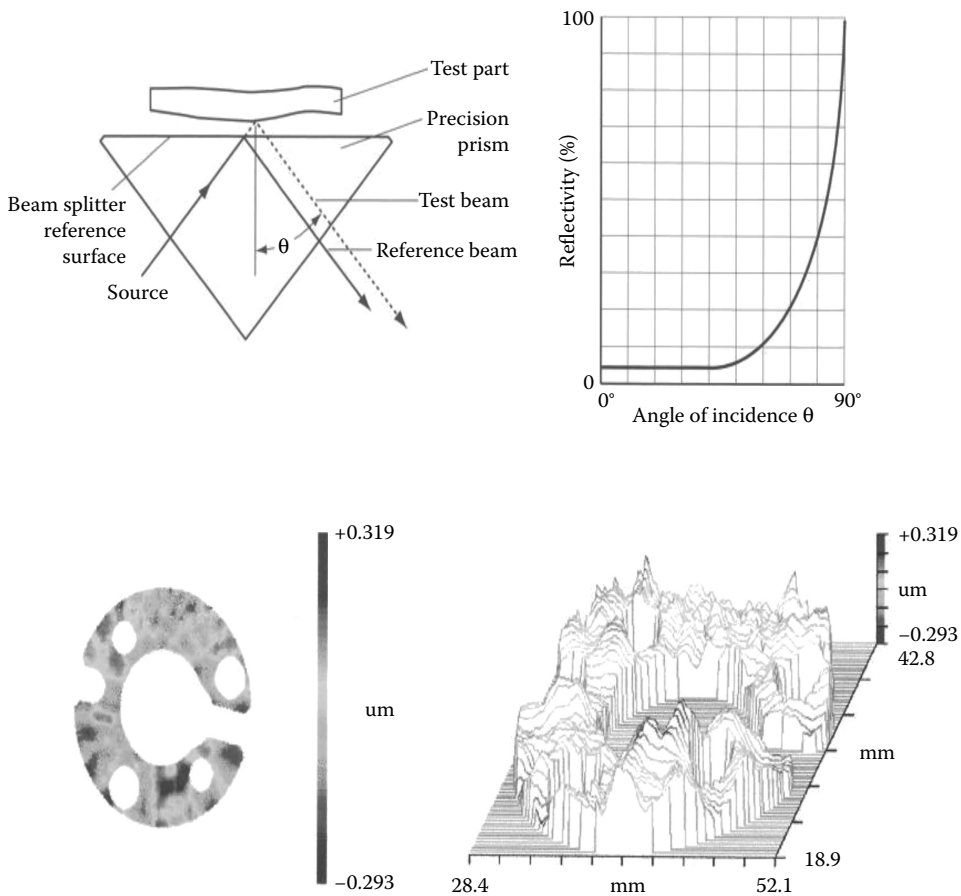 Test part
Precision
prism
Beam splitter
reference
surface
Test beam
θ
Reference beam
Source
100
Reflectivity (%)
0
0°
90°
Angle of incidence θ
+0.319
um
−0.293
+0.319
um
−0.293
42.8
mm
18.9
28.4
mm
52.1